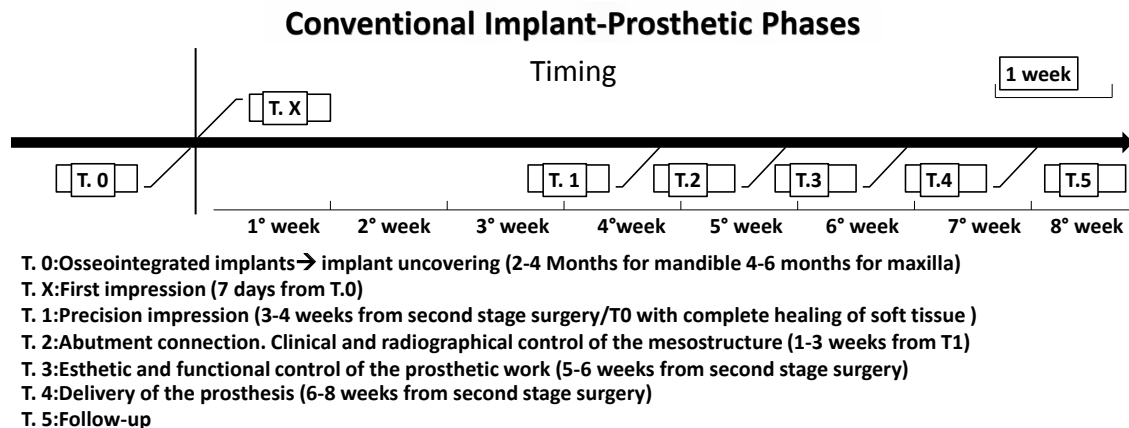 Conventional Implant-Prosthetic Phases
Timing
1 week
T. X
T. 0
T. 1
T.2
T.3
T.4
T.5
1° week
2° week
3° week
4°week
5° week
6° week
7° week
8° week
T. 0:Osseointegrated implants→ implant uncovering (2-4 Months for mandible 4-6 months for maxilla)
T. X:First impression (7 days from T.0)
T. 1:Precision impression (3-4 weeks from second stage surgery/T0 with complete healing of soft tissue )
T. 2:Abutment connection. Clinical and radiographical control of the mesostructure (1-3 weeks from T1)
T. 3:Esthetic and functional control of the prosthetic work (5-6 weeks from second stage surgery)
T. 4:Delivery of the prosthesis (6-8 weeks from second stage surgery)
T. 5:Follow-up